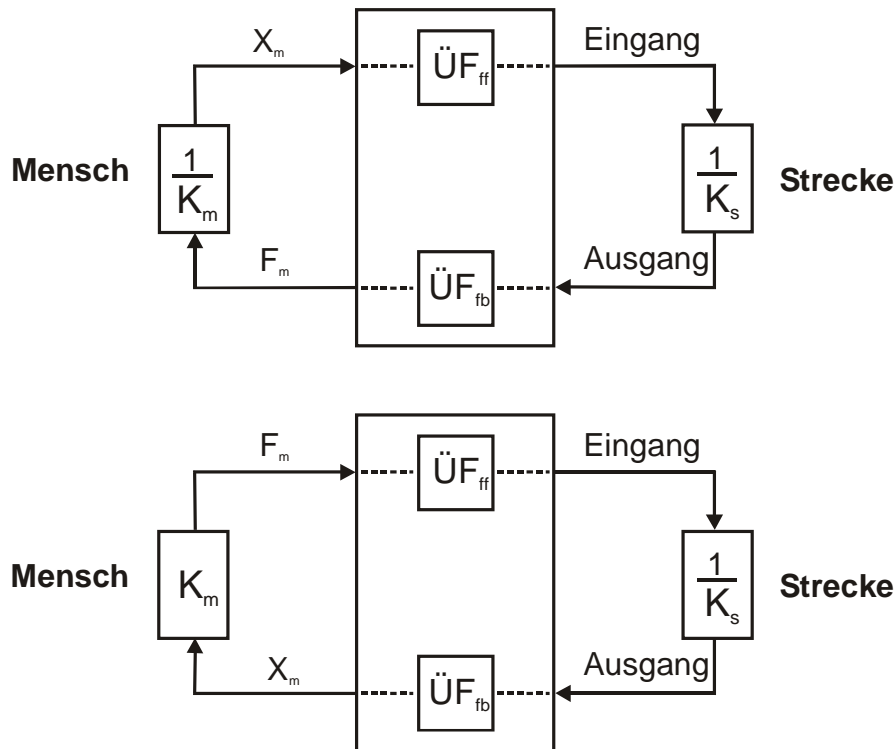 X_m
ÜF_ff
Eingang
Mensch
1
K_m
1
K_s
Strecke
F_m
ÜF_fb
Ausgang
F_m
ÜF_ff
Eingang
Mensch
K_m
1
K_s
Strecke
X_m
ÜF_fb
Ausgang